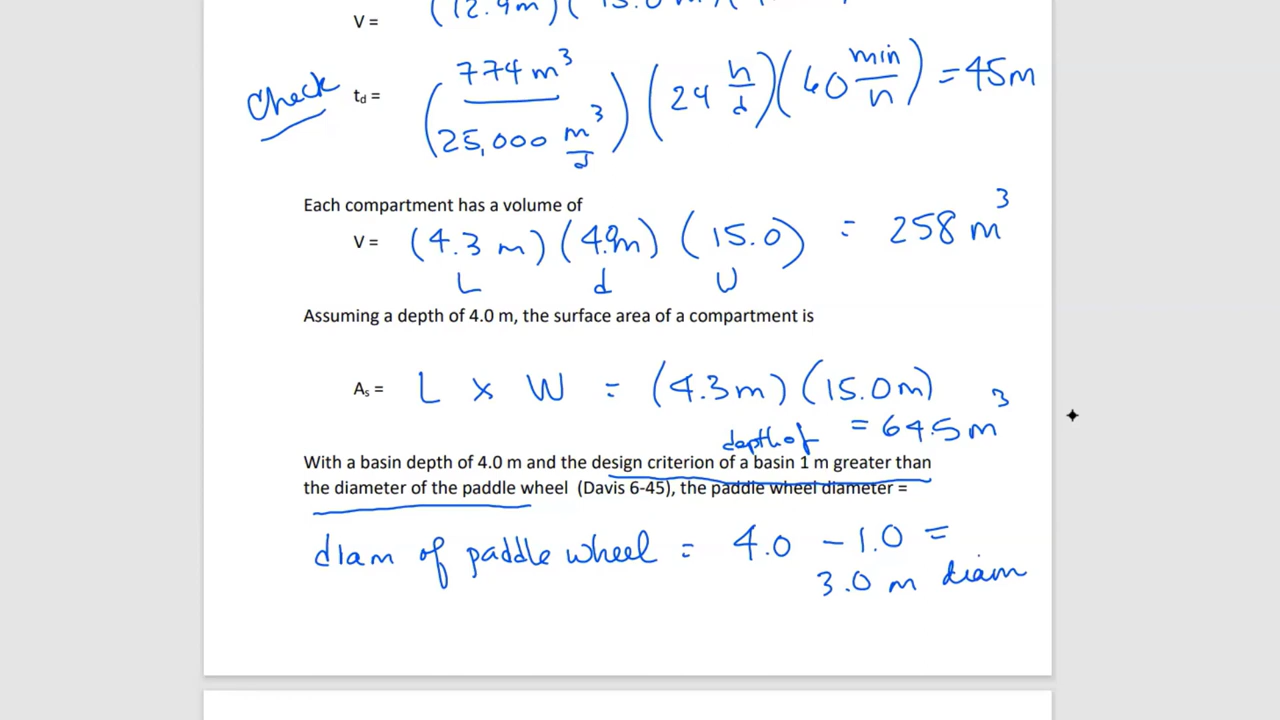 V = (12.9m)(15.0 m)(
Check t_d = (774 m³ / 25,000 m³/d) (24 h/d)(60 min/h) = 45m
Each compartment has a volume of
V = (4.3 m)(4.0m)(15.0) = 258 m³
L d W
Assuming a depth of 4.0 m, the surface area of a compartment is
A_s = L x W = (4.3m)(15.0m)
= 64.5 m³
depth of
With a basin depth of 4.0 m and the design criterion of a basin 1 m greater than
the diameter of the paddle wheel (Davis 6-45), the paddle wheel diameter =
diam of paddle wheel = 4.0 - 1.0 =
3.0 m diam